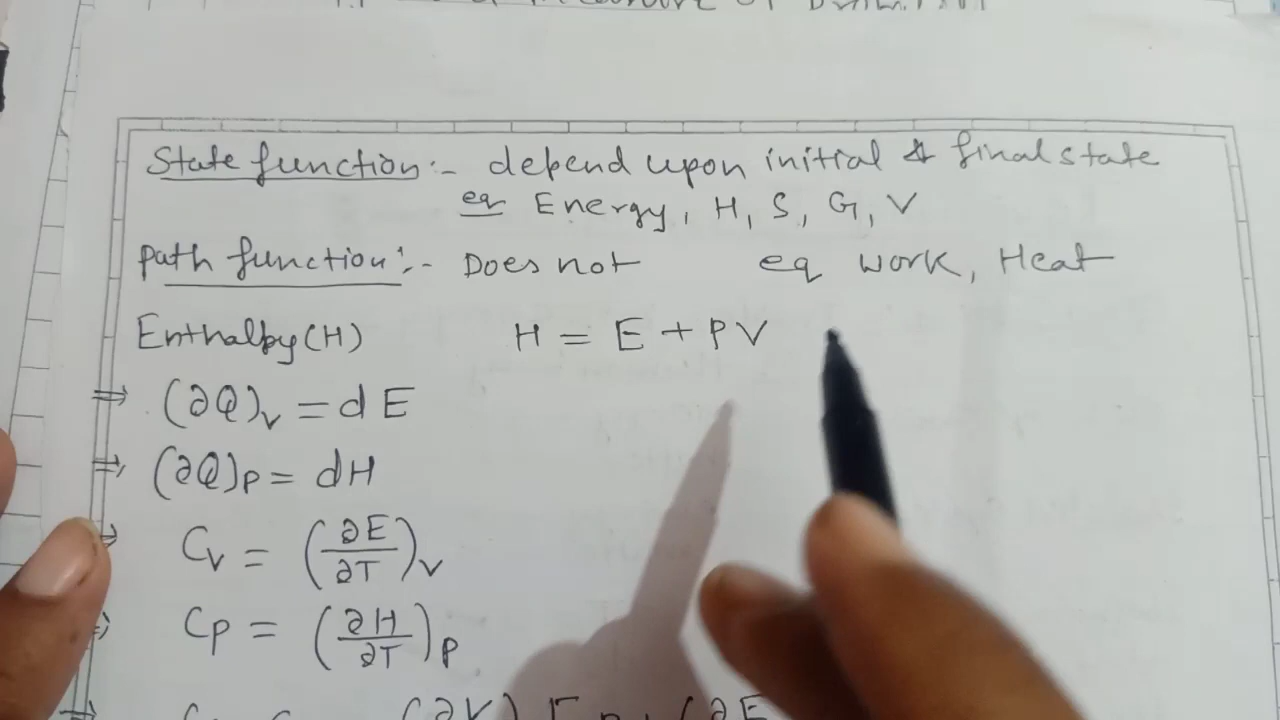 State function:- depend upon initial & final state
eg Energy, H, S, G, V
Path function:- Does not eg work, Heat
Enthalpy(H) H = E + PV
⇒ (∂Q)v = dE
⇒ (∂Q)P = dH
⇒ Cv = (∂E/∂T)v
⇒ Cp = (∂H/∂T)P